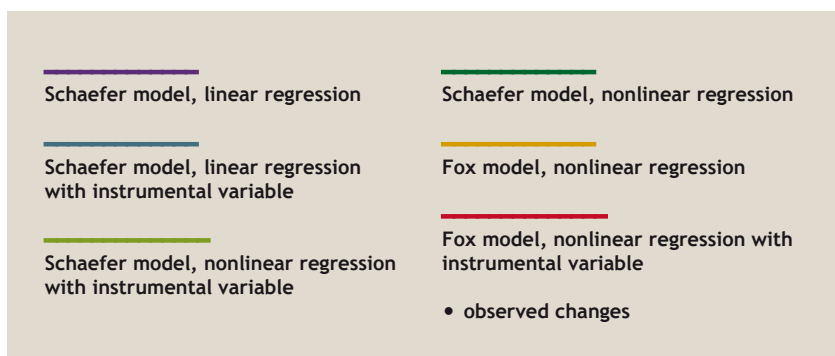 Schaefer model, linear regression
Schaefer model, linear regression
with instrumental variable
Schaefer model, nonlinear regression
with instrumental variable
Schaefer model, nonlinear regression
Fox model, nonlinear regression
Fox model, nonlinear regression with
instrumental variable
• observed changes